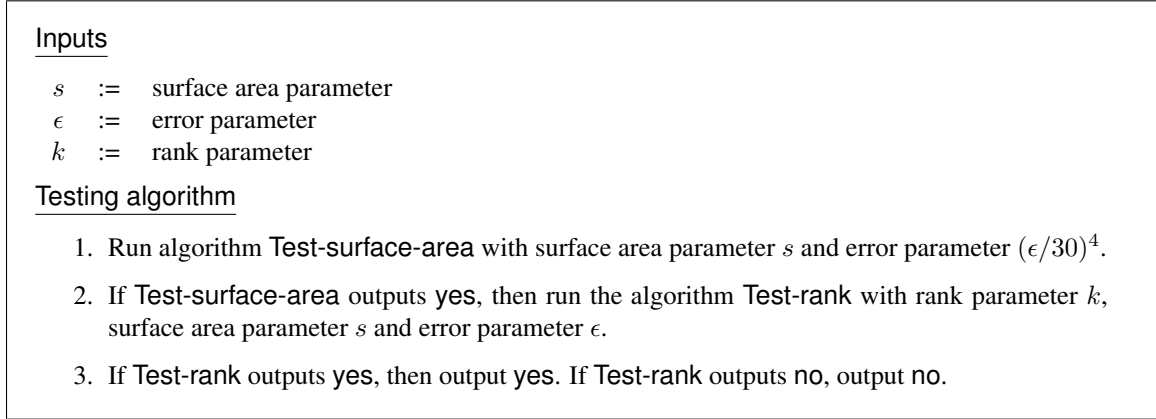 Inputs
s := surface area parameter
ϵ := error parameter
k := rank parameter
Testing algorithm
1. Run algorithm Test-surface-area with surface area parameter s and error parameter (ϵ/30)⁴.
2. If Test-surface-area outputs yes, then run the algorithm Test-rank with rank parameter k,
surface area parameter s and error parameter ϵ.
3. If Test-rank outputs yes, then output yes. If Test-rank outputs no, output no.